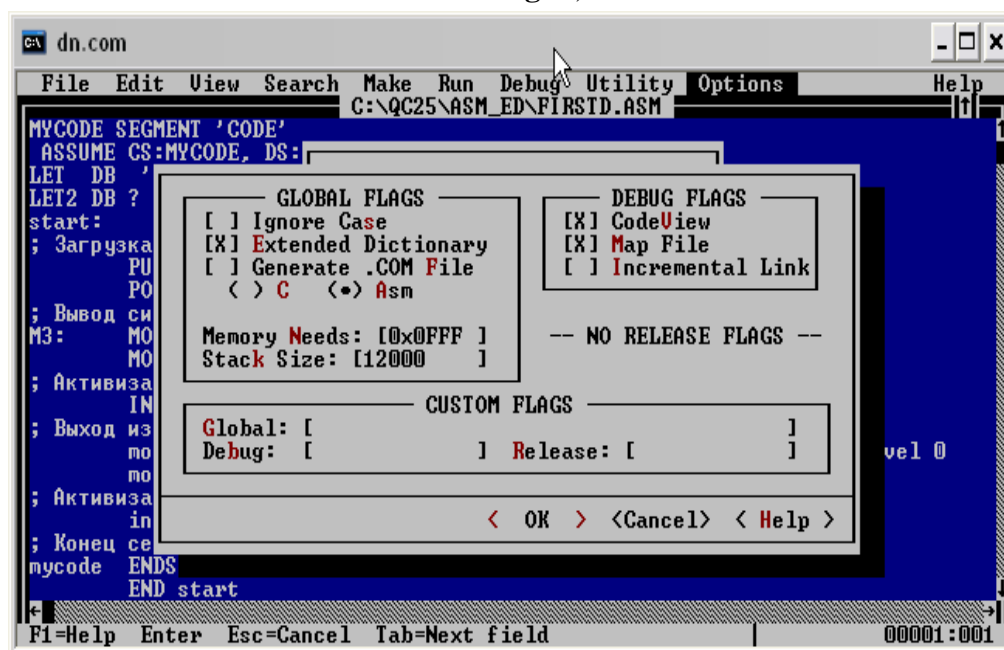 dn.com
File Edit View Search Make Run Debug Utility Options Help
C:\QC25\ASM_ED\FIRSTD.ASM
MYCODE SEGMENT 'CODE'
ASSUME CS:MYCODE, DS:
LET DB '
LET2 DB ?
start:
; Загрузка
PU
PO
; Вывод си
M3: MO
MO
; Активиза
IN
; Выход из
mo vel 0
mo
; Активиза
in
; Конец се
mycode ENDS
END start
GLOBAL FLAGS
[ ] Ignore Case
[X] Extended Dictionary
[ ] Generate .COM File
( ) C (•) Asm
Memory Needs: [0x0FFF ]
Stack Size: [12000 ]
DEBUG FLAGS
[X] CodeView
[X] Map File
[ ] Incremental Link
-- NO RELEASE FLAGS --
CUSTOM FLAGS
Global: [ ]
Debug: [ ] Release: [ ]
< OK > <Cancel> < Help >
F1=Help Enter Esc=Cancel Tab=Next field 00001:001